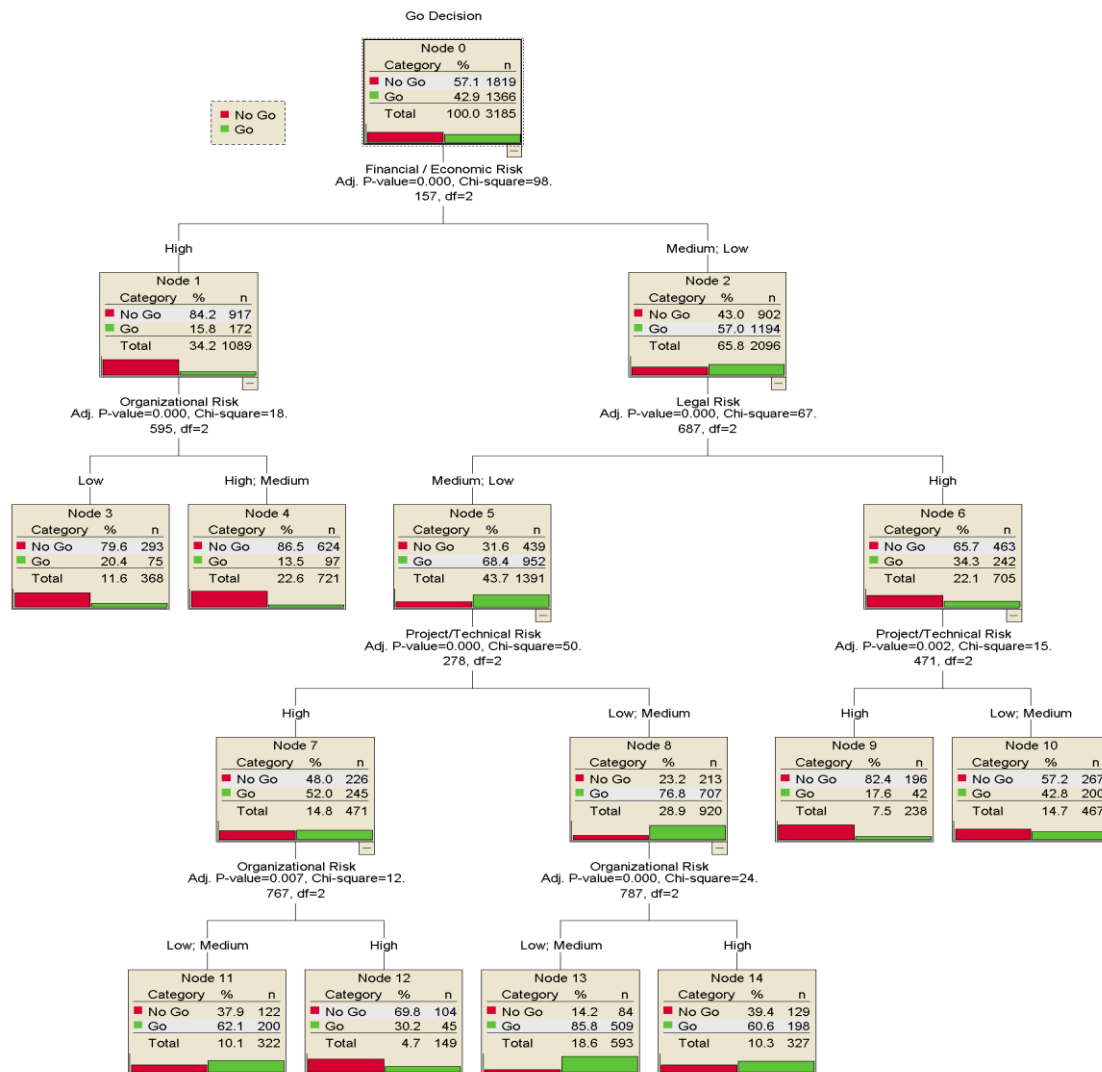 Go Decision
Node 0
Category % n
No Go 57.1 1819
Go 42.9 1366
Total 100.0 3185
No Go
Go
Financial / Economic Risk
Adj. P-value=0.000, Chi-square=98.
157, df=2
High
Medium; Low
Node 1
Category % n
No Go 84.2 917
Go 15.8 172
Total 34.2 1089
Node 2
Category % n
No Go 43.0 902
Go 57.0 1194
Total 65.8 2096
Organizational Risk
Adj. P-value=0.000, Chi-square=18.
595, df=2
Legal Risk
Adj. P-value=0.000, Chi-square=67.
687, df=2
Low
High; Medium
Medium; Low
High
Node 3
Category % n
No Go 79.6 293
Go 20.4 75
Total 11.6 368
Node 4
Category % n
No Go 86.5 624
Go 13.5 97
Total 22.6 721
Node 5
Category % n
No Go 31.6 439
Go 68.4 952
Total 43.7 1391
Node 6
Category % n
No Go 65.7 463
Go 34.3 242
Total 22.1 705
Project/Technical Risk
Adj. P-value=0.000, Chi-square=50.
278, df=2
Project/Technical Risk
Adj. P-value=0.002, Chi-square=15.
471, df=2
High
Low; Medium
High
Low; Medium
Node 7
Category % n
No Go 48.0 226
Go 52.0 245
Total 14.8 471
Node 8
Category % n
No Go 23.2 213
Go 76.8 707
Total 28.9 920
Node 9
Category % n
No Go 82.4 196
Go 17.6 42
Total 7.5 238
Node 10
Category % n
No Go 57.2 267
Go 42.8 200
Total 14.7 467
Organizational Risk
Adj. P-value=0.007, Chi-square=12.
767, df=2
Organizational Risk
Adj. P-value=0.000, Chi-square=24.
787, df=2
Low; Medium
High
Low; Medium
High
Node 11
Category % n
No Go 37.9 122
Go 62.1 200
Total 10.1 322
Node 12
Category % n
No Go 69.8 104
Go 30.2 45
Total 4.7 149
Node 13
Category % n
No Go 14.2 84
Go 85.8 509
Total 18.6 593
Node 14
Category % n
No Go 39.4 129
Go 60.6 198
Total 10.3 327